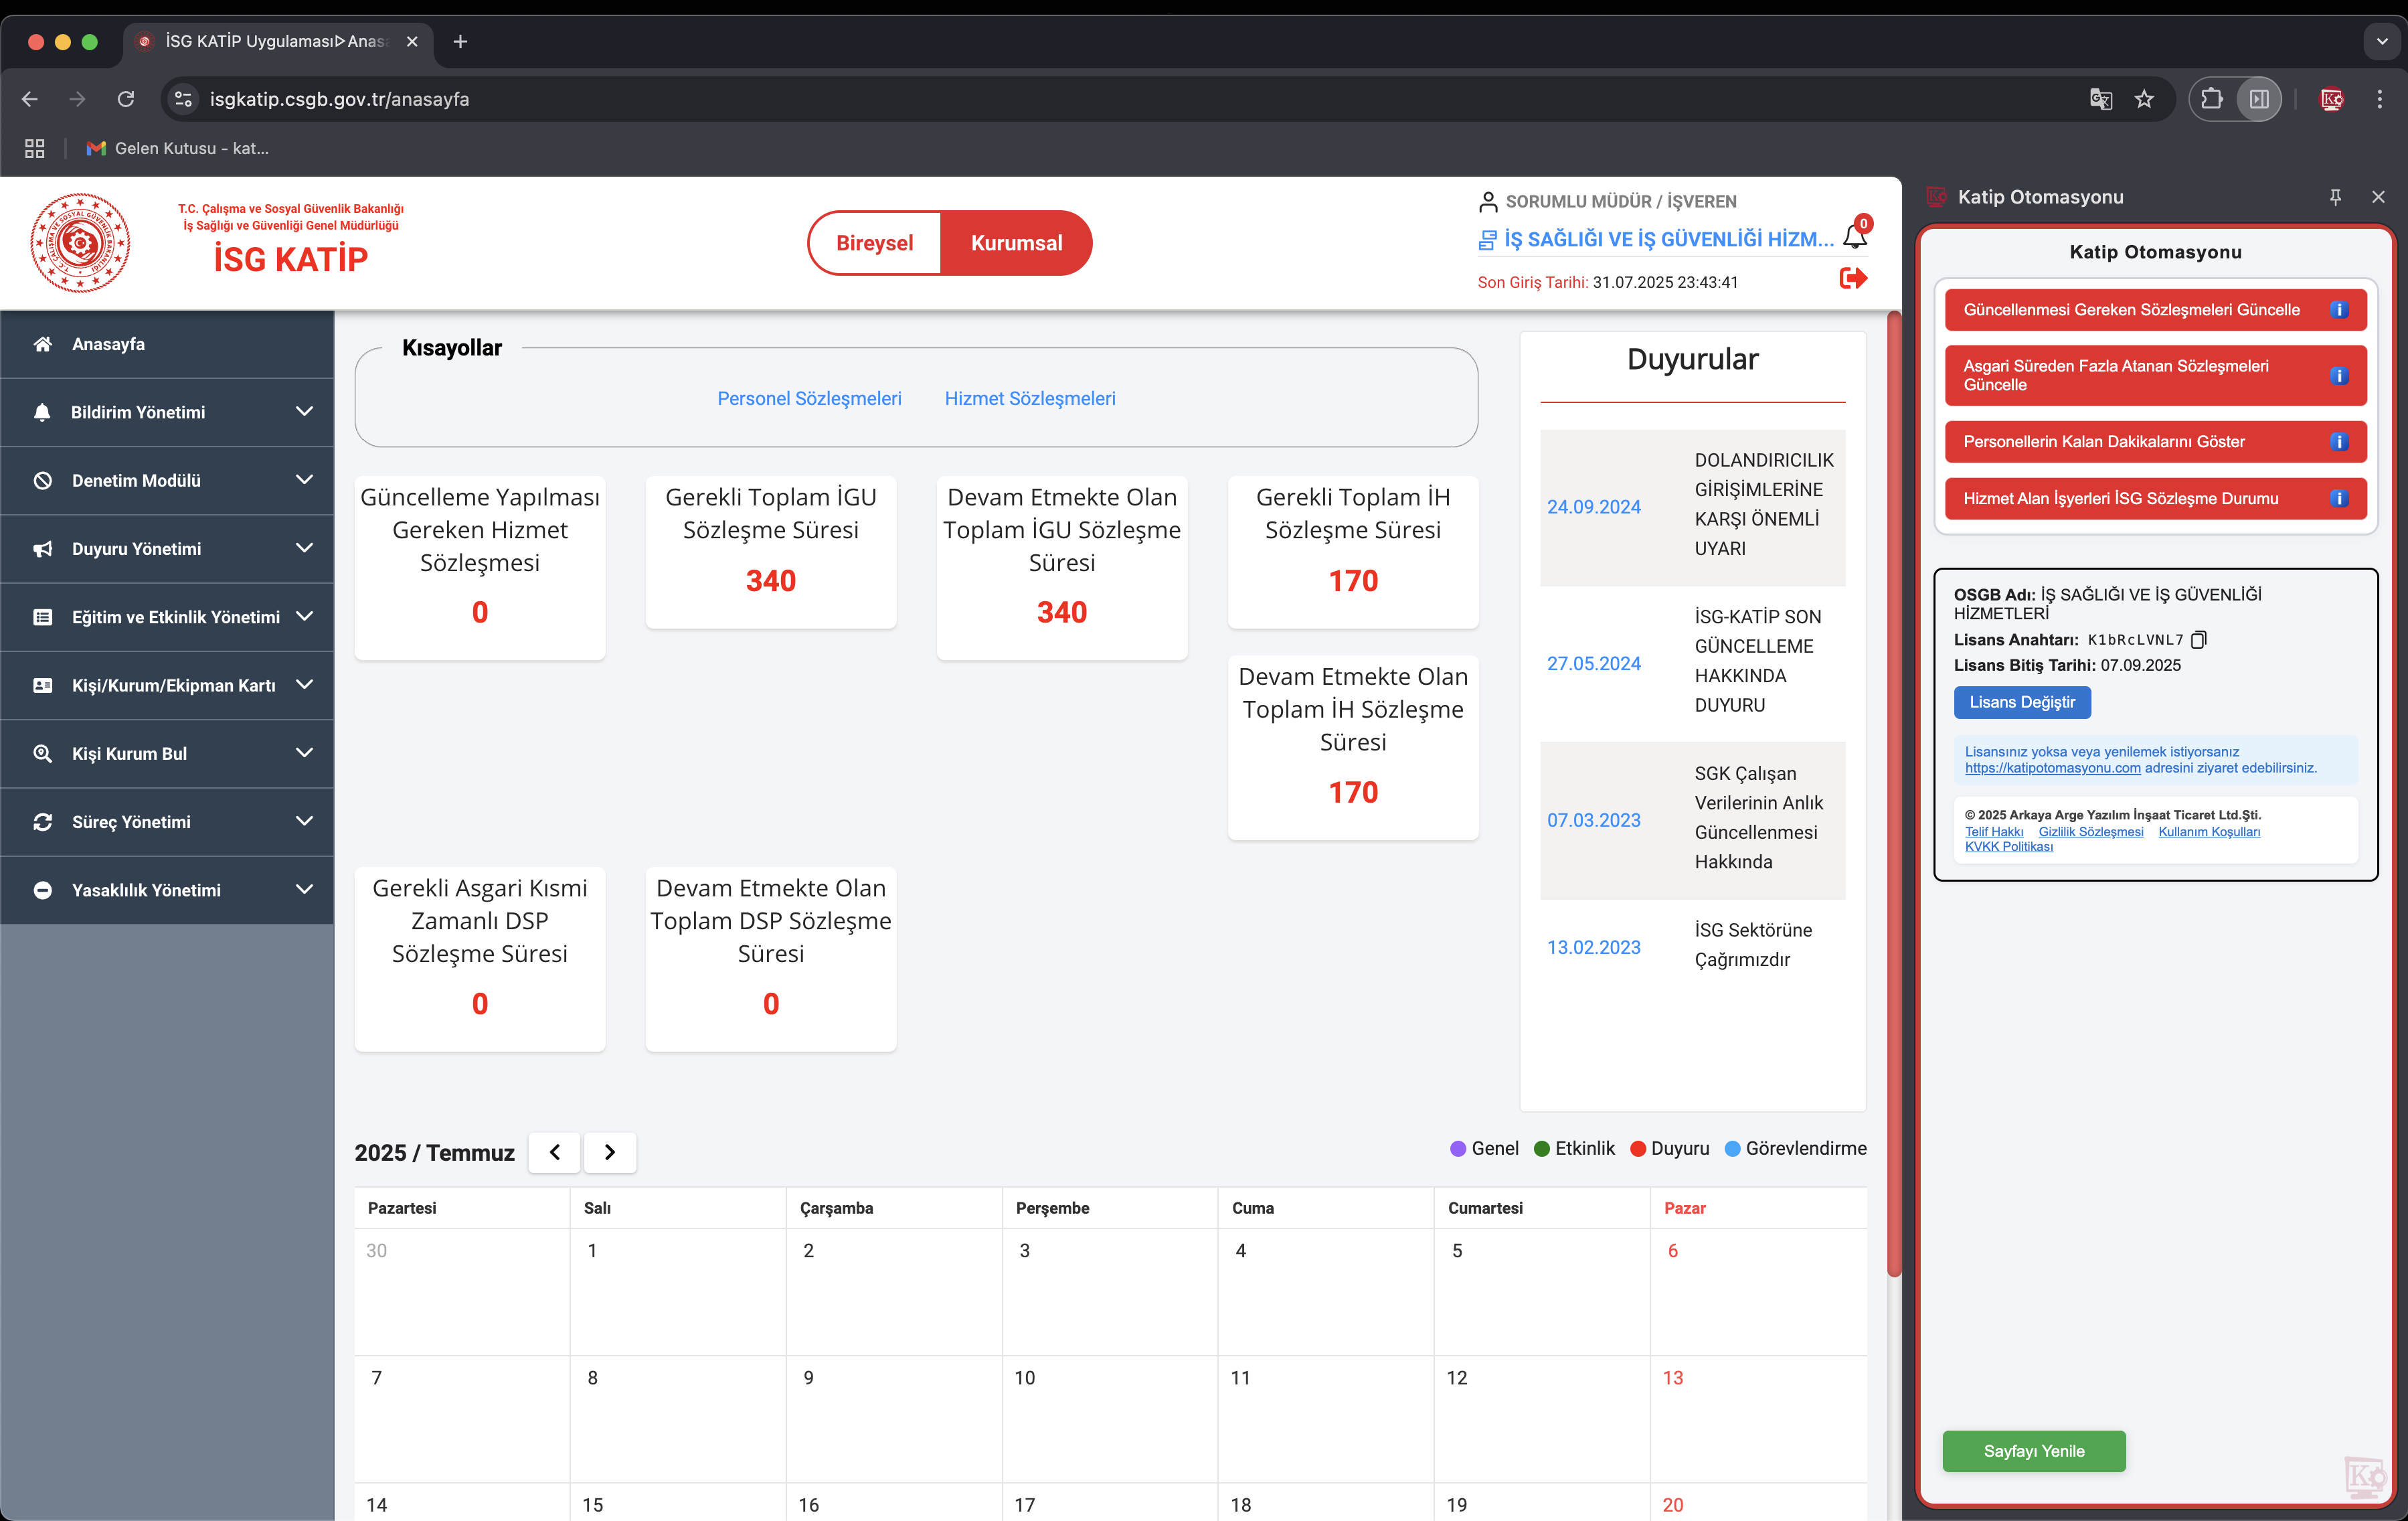 İSG KATİP Uygulaması▷Anas
isgkatip.csgb.gov.tr/anasayfa
Gelen Kutusu - kat...
T.C. Çalışma ve Sosyal Güvenlik Bakanlığı
İş Sağlığı ve Güvenliği Genel Müdürlüğü
İSG KATİP
Bireysel
Kurumsal
SORUMLU MÜDÜR / İŞVEREN
İŞ SAĞLIĞI VE İŞ GÜVENLİĞİ HİZM...
0
Son Giriş Tarihi: 31.07.2025 23:43:41
Anasayfa
Bildirim Yönetimi
Denetim Modülü
Duyuru Yönetimi
Eğitim ve Etkinlik Yönetimi
Kişi/Kurum/Ekipman Kartı
Kişi Kurum Bul
Süreç Yönetimi
Yasaklılık Yönetimi
Kısayollar
Personel Sözleşmeleri
Hizmet Sözleşmeleri
Güncelleme Yapılması
Gereken Hizmet
Sözleşmesi
0
Gerekli Toplam İGU
Sözleşme Süresi
340
Devam Etmekte Olan
Toplam İGU Sözleşme
Süresi
340
Gerekli Toplam İH
Sözleşme Süresi
170
Devam Etmekte Olan
Toplam İH Sözleşme
Süresi
170
Gerekli Asgari Kısmi
Zamanlı DSP
Sözleşme Süresi
0
Devam Etmekte Olan
Toplam DSP Sözleşme
Süresi
0
Duyurular
24.09.2024
DOLANDIRICILIK
GİRİŞİMLERİNE
KARŞI ÖNEMLİ
UYARI
27.05.2024
İSG-KATİP SON
GÜNCELLEME
HAKKINDA
DUYURU
07.03.2023
SGK Çalışan
Verilerinin Anlık
Güncellenmesi
Hakkında
13.02.2023
İSG Sektörüne
Çağrımızdır
2025 / Temmuz
Genel
Etkinlik
Duyuru
Görevlendirme
Pazartesi
Salı
Çarşamba
Perşembe
Cuma
Cumartesi
Pazar
30
1
2
3
4
5
6
7
8
9
10
11
12
13
14
15
16
17
18
19
20
Katip Otomasyonu
Katip Otomasyonu
Güncellenmesi Gereken Sözleşmeleri Güncelle
Asgari Süreden Fazla Atanan Sözleşmeleri
Güncelle
Personellerin Kalan Dakikalarını Göster
Hizmet Alan İşyerleri İSG Sözleşme Durumu
OSGB Adı: İŞ SAĞLIĞI VE İŞ GÜVENLİĞİ
HİZMETLERİ
Lisans Anahtarı: K1bRcLVNL7
Lisans Bitiş Tarihi: 07.09.2025
Lisans Değiştir
Lisansınız yoksa veya yenilemek istiyorsanız
https://katipotomasyonu.com adresini ziyaret edebilirsiniz.
© 2025 Arkaya Arge Yazılım İnşaat Ticaret Ltd.Şti.
Telif Hakkı Gizlilik Sözleşmesi Kullanım Koşulları
KVKK Politikası
Sayfayı Yenile